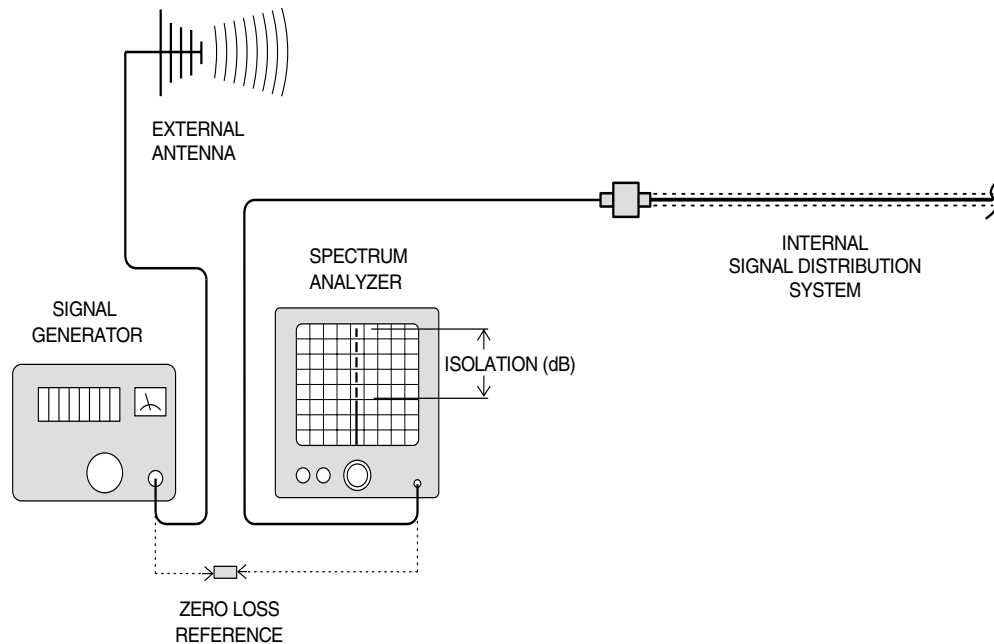 EXTERNAL
ANTENNA
INTERNAL
SIGNAL DISTRIBUTION
SYSTEM
SPECTRUM
ANALYZER
SIGNAL
GENERATOR
ISOLATION (dB)
ZERO LOSS
REFERENCE